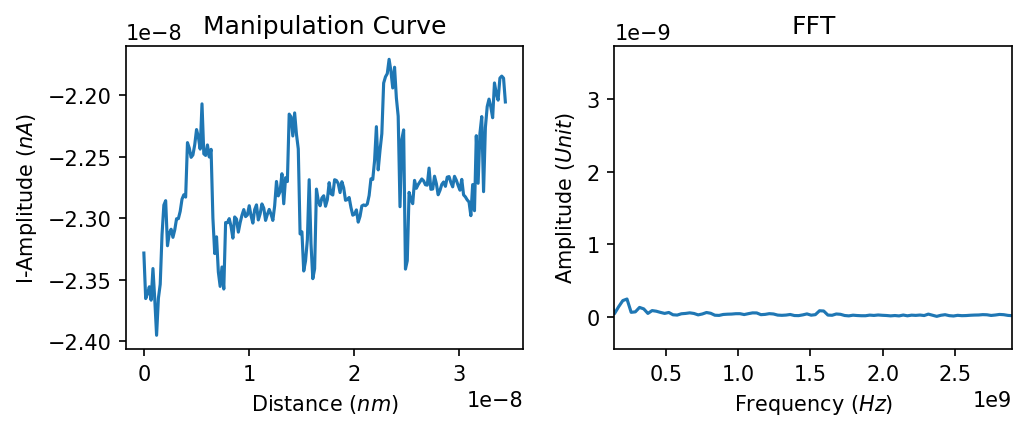 Manipulation Curve
1e−8
−2.20
−2.25
−2.30
−2.35
−2.40
I-Amplitude (nA)
0
1
2
3
Distance (nm)
1e−8
FFT
1e−9
3
2
1
0
Amplitude (Unit)
0.5
1.0
1.5
2.0
2.5
Frequency (Hz)
1e9